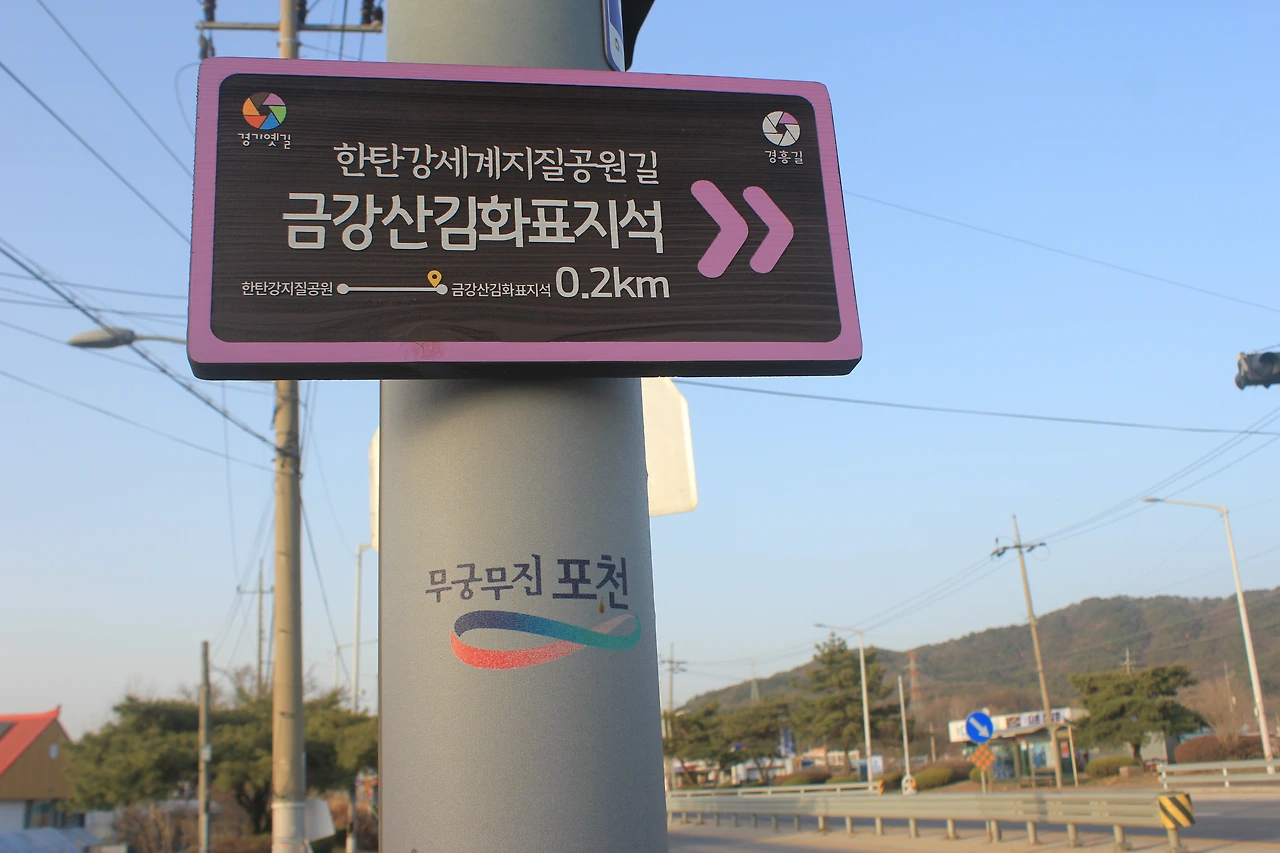 경기옛길
경흥길
한탄강세계지질공원길
금강산김화표지석
한탄강지질공원 금강산김화표지석 0.2km
무궁무진 포천